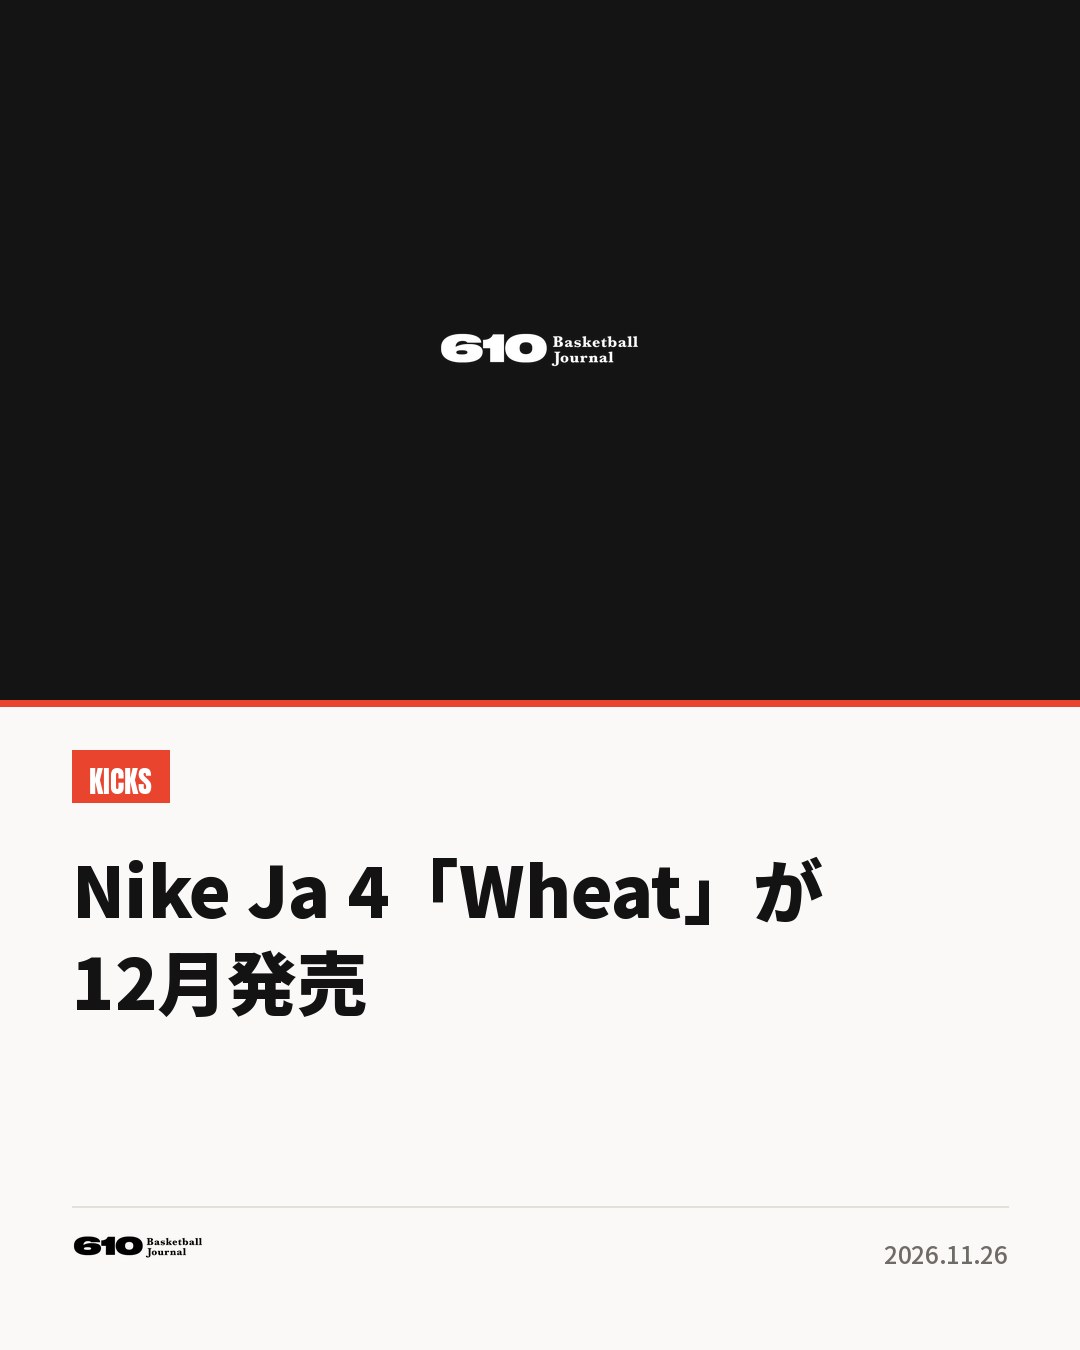 610 Basketball
Journal
KICKS
Nike Ja 4「Wheat」が
12月発売
610 Basketball
Journal
2026.11.26